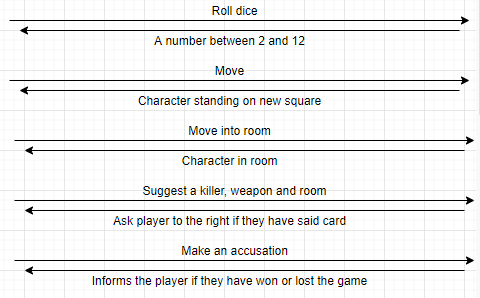 Roll dice
A number between 2 and 12
Move
Character standing on new square
Move into room
Character in room
Suggest a killer, weapon and room
Ask player to the right if they have said card
Make an accusation
Informs the player if they have won or lost the game